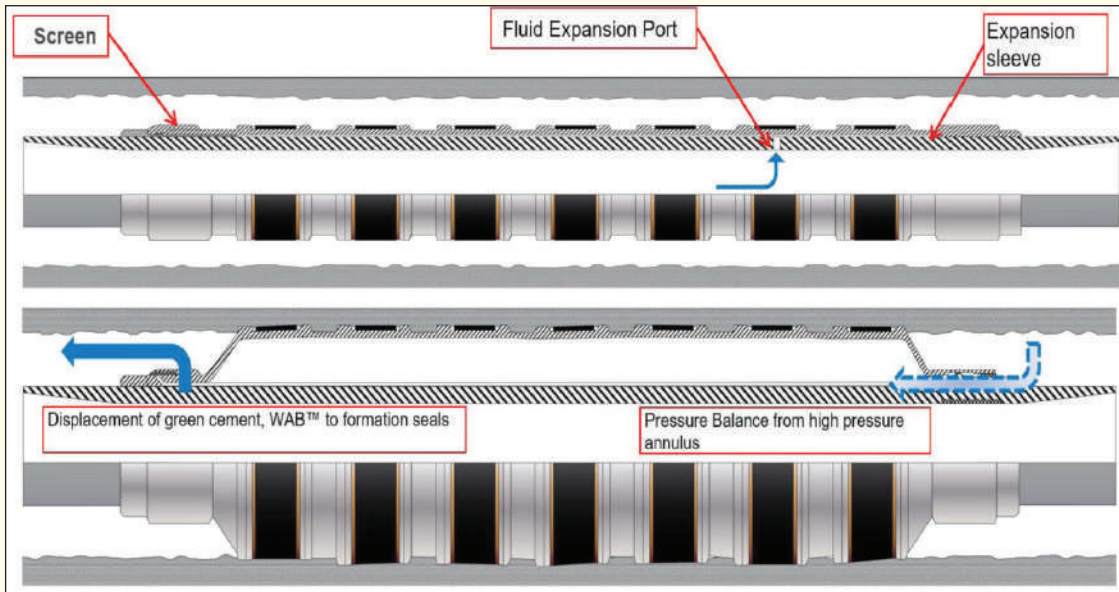 Screen
Fluid Expansion Port
Expansion
sleeve
Displacement of green cement, WAB™ to formation seals
Pressure Balance from high pressure
annulus